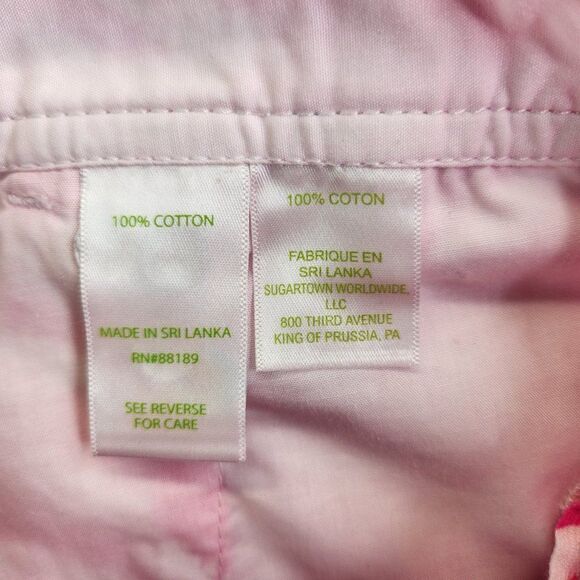 100% COTTON
MADE IN SRI LANKA
RN#88189
SEE REVERSE
FOR CARE
100% COTON
FABRIQUE EN
SRI LANKA
SUGARTOWN WORLDWIDE,
LLC
800 THIRD AVENUE
KING OF PRUSSIA, PA